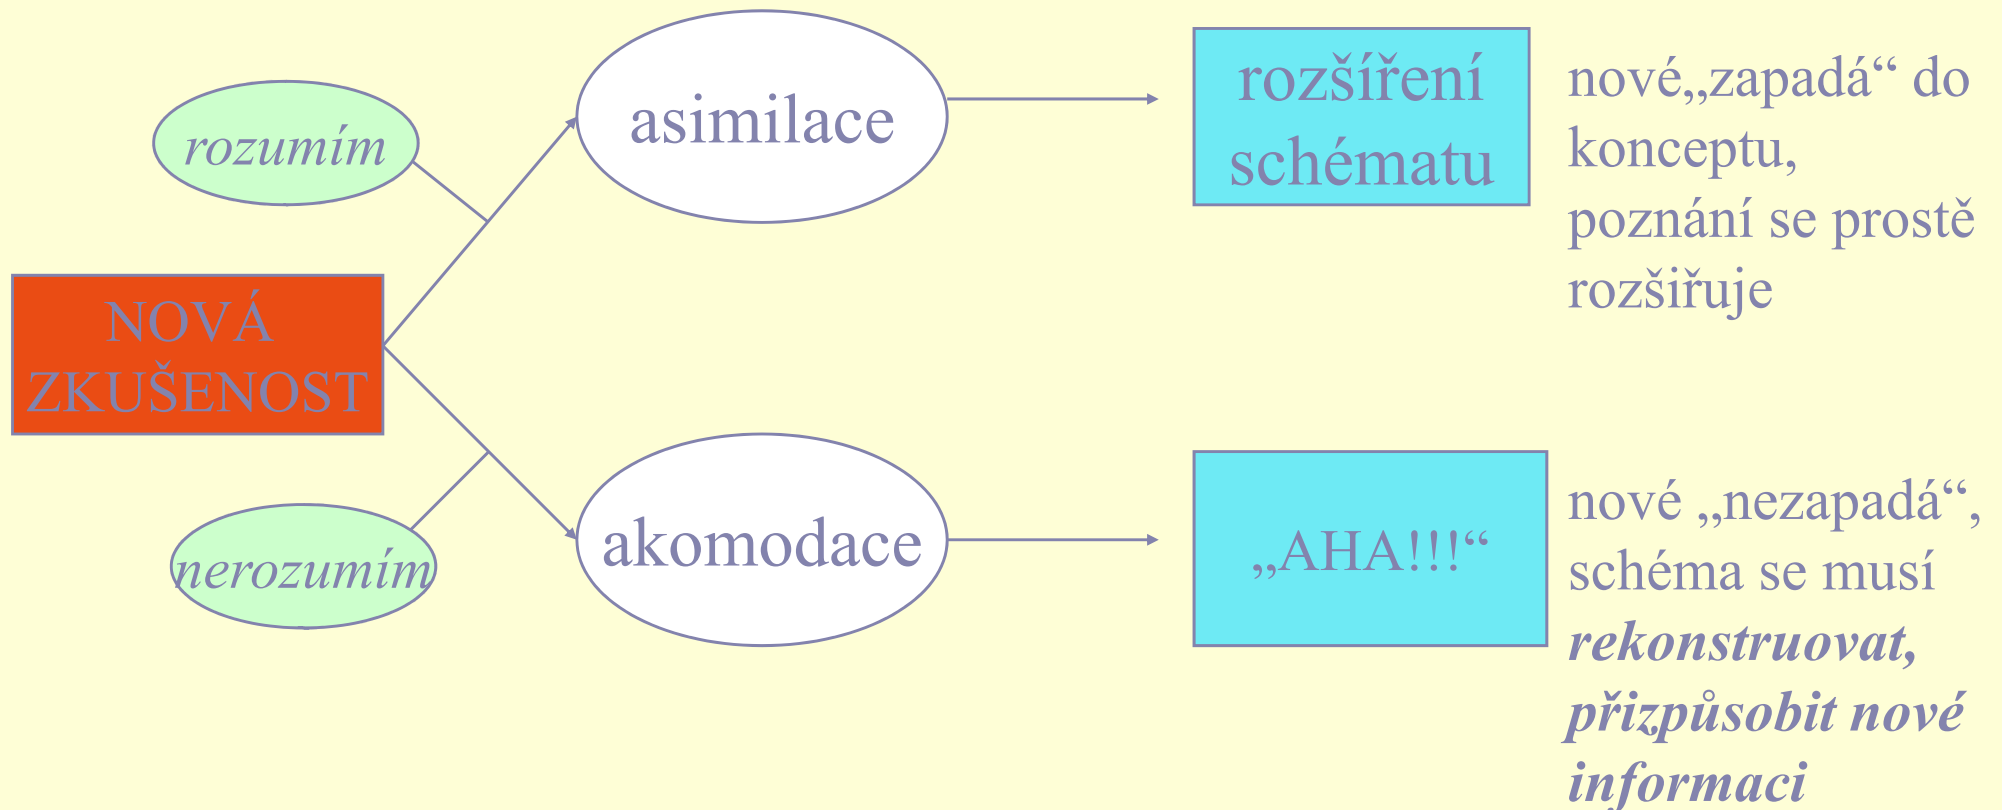 rozumím
asimilace
rozšíření
schématu
nové„zapadá“ do
konceptu,
poznání se prostě
rozšiřuje
NOVÁ
ZKUŠENOST
nerozumím
akomodace
„AHA!!!“
nové „nezapadá“,
schéma se musí
rekonstruovat,
přizpůsobit nové
informaci